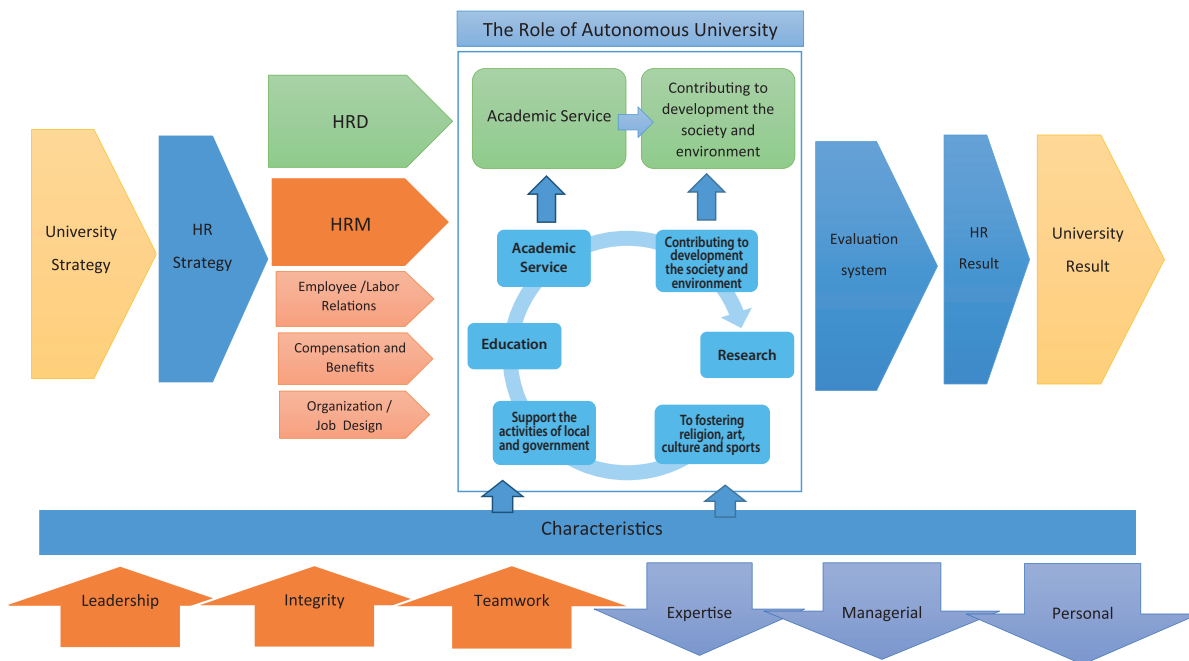 The Role of Autonomous University
University
Strategy
HR
Strategy
HRD
HRM
Employee /Labor
Relations
Compensation and
Benefits
Organization /
Job Design
Academic Service
Contributing to
development the
society and
environment
Academic
Service
Contributing to
development
the society and
environment
Education
Research
Support the
activities of local
and government
To fostering
religion, art,
culture and sports
Evaluation
system
HR
Result
University
Result
Characteristics
Leadership
Integrity
Teamwork
Expertise
Managerial
Personal